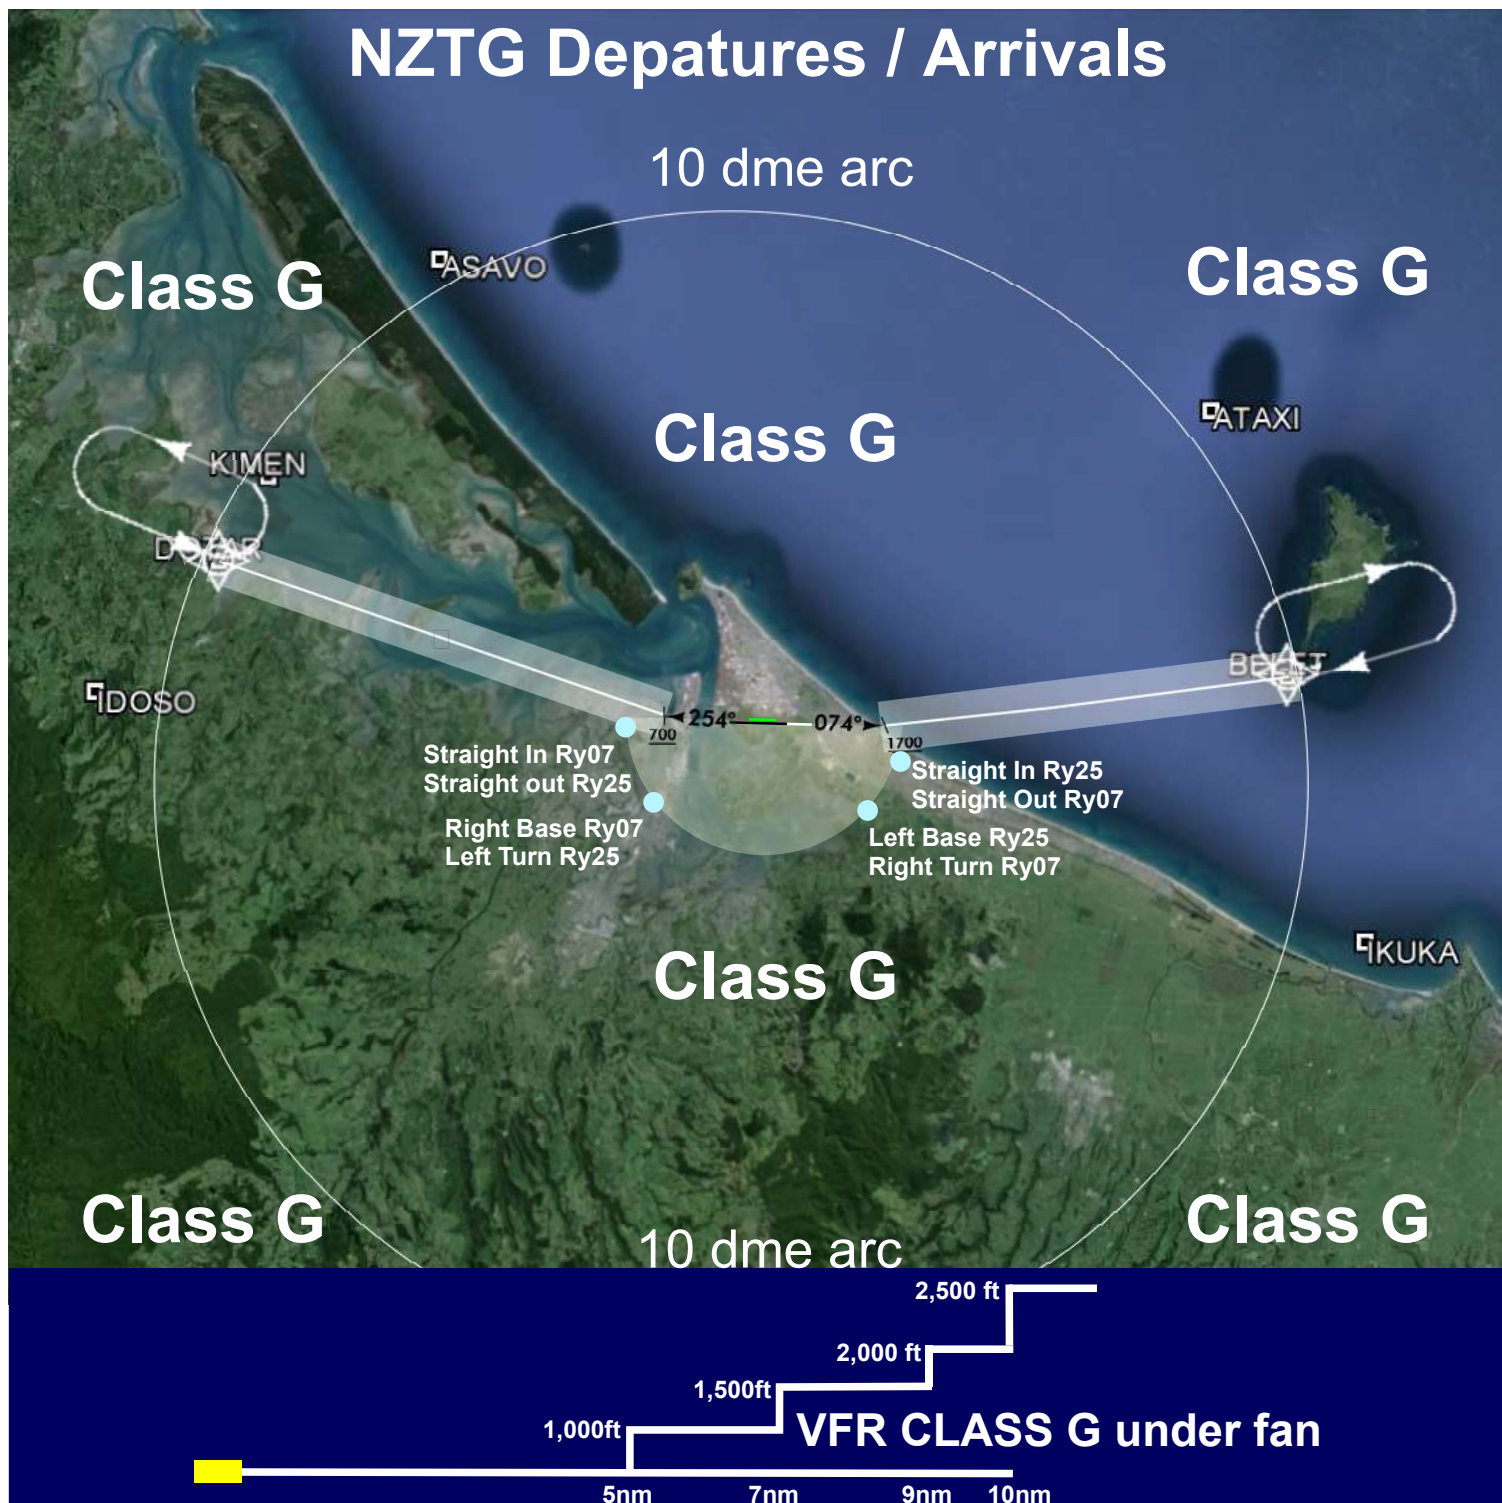 NZTG Depatures / Arrivals
10 dme arc
Class G
ASAVO
Class G
ATAXI
Class G
KIMEN
DOTAR
BELET
IDOSO
254°
074°
700
1700
Straight In Ry07
Straight out Ry25
Straight In Ry25
Straight Out Ry07
Right Base Ry07
Left Turn Ry25
Left Base Ry25
Right Turn Ry07
IKUKA
Class G
Class G
Class G
10 dme arc
2,500 ft
2,000 ft
1,500ft
1,000ft
VFR CLASS G under fan
5nm
7nm
9nm
10nm